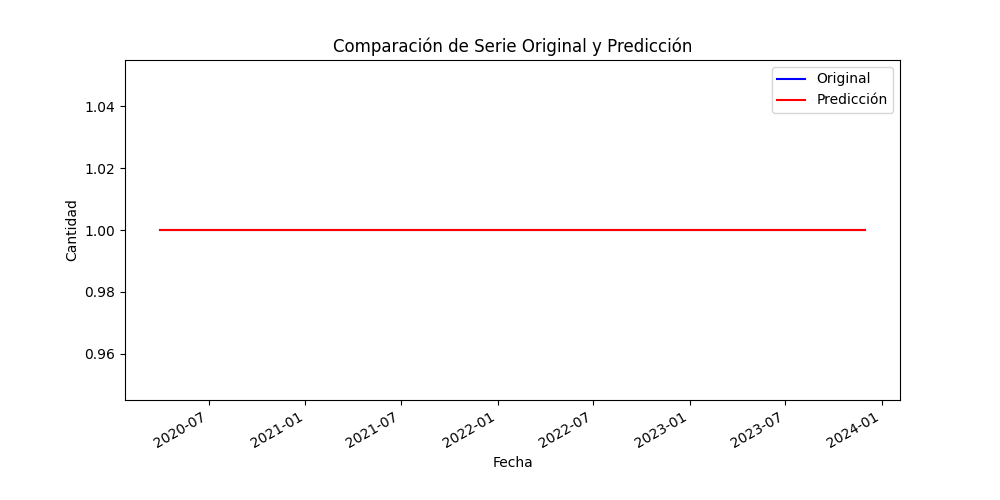 Comparación de Serie Original y Predicción
Original
Predicción
1.04
1.02
1.00
0.98
0.96
Cantidad
2020-07
2021-01
2021-07
2022-01
2022-07
2023-01
2023-07
2024-01
Fecha